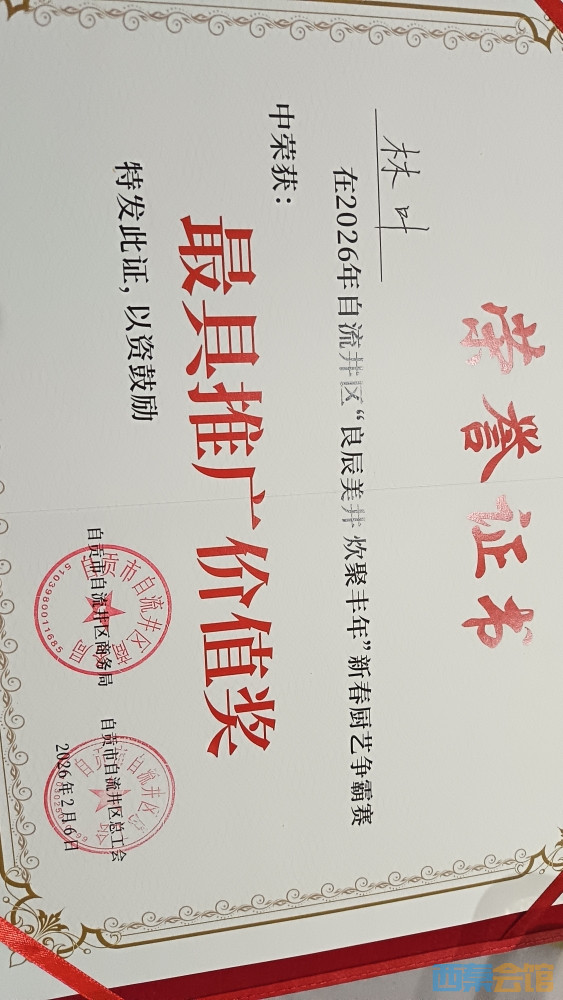 荣誉证书
林叶
在2026年自流井区“良辰美井 炊聚丰年”新春厨艺争霸赛
中荣获：
最具推广价值奖
特发此证，以资鼓励
自贡市自流井区商务局 自贡市自流井区总工会
2026年2月6日
5103980011685
西莱会馆